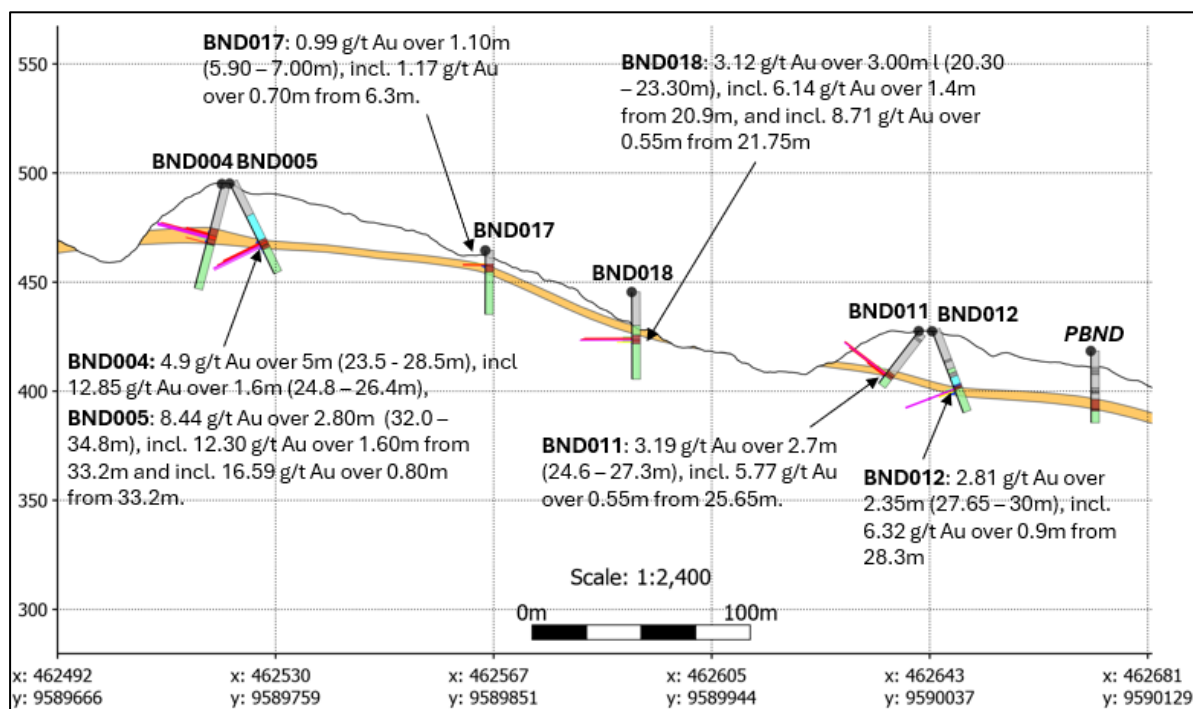 BND017: 0.99 g/t Au over 1.10m
(5.90 – 7.00m), incl. 1.17 g/t Au
over 0.70m from 6.3m.
BND018: 3.12 g/t Au over 3.00m l (20.30
– 23.30m), incl. 6.14 g/t Au over 1.4m
from 20.9m, and incl. 8.71 g/t Au over
0.55m from 21.75m
550
500
450
400
350
300
BND004 BND005
BND017
BND018
BND011 BND012
PBND
BND004: 4.9 g/t Au over 5m (23.5 - 28.5m), incl
12.85 g/t Au over 1.6m (24.8 – 26.4m),
BND005: 8.44 g/t Au over 2.80m (32.0 –
34.8m), incl. 12.30 g/t Au over 1.60m from
33.2m and incl. 16.59 g/t Au over 0.80m
from 33.2m.
BND011: 3.19 g/t Au over 2.7m
(24.6 – 27.3m), incl. 5.77 g/t Au
over 0.55m from 25.65m.
BND012: 2.81 g/t Au over
2.35m (27.65 – 30m), incl.
6.32 g/t Au over 0.9m from
28.3m
Scale: 1:2,400
0m 100m
x: 462492 x: 462530 x: 462567 x: 462605 x: 462643 x: 462681
y: 9589666 y: 9589759 y: 9589851 y: 9589944 y: 9590037 y: 9590129